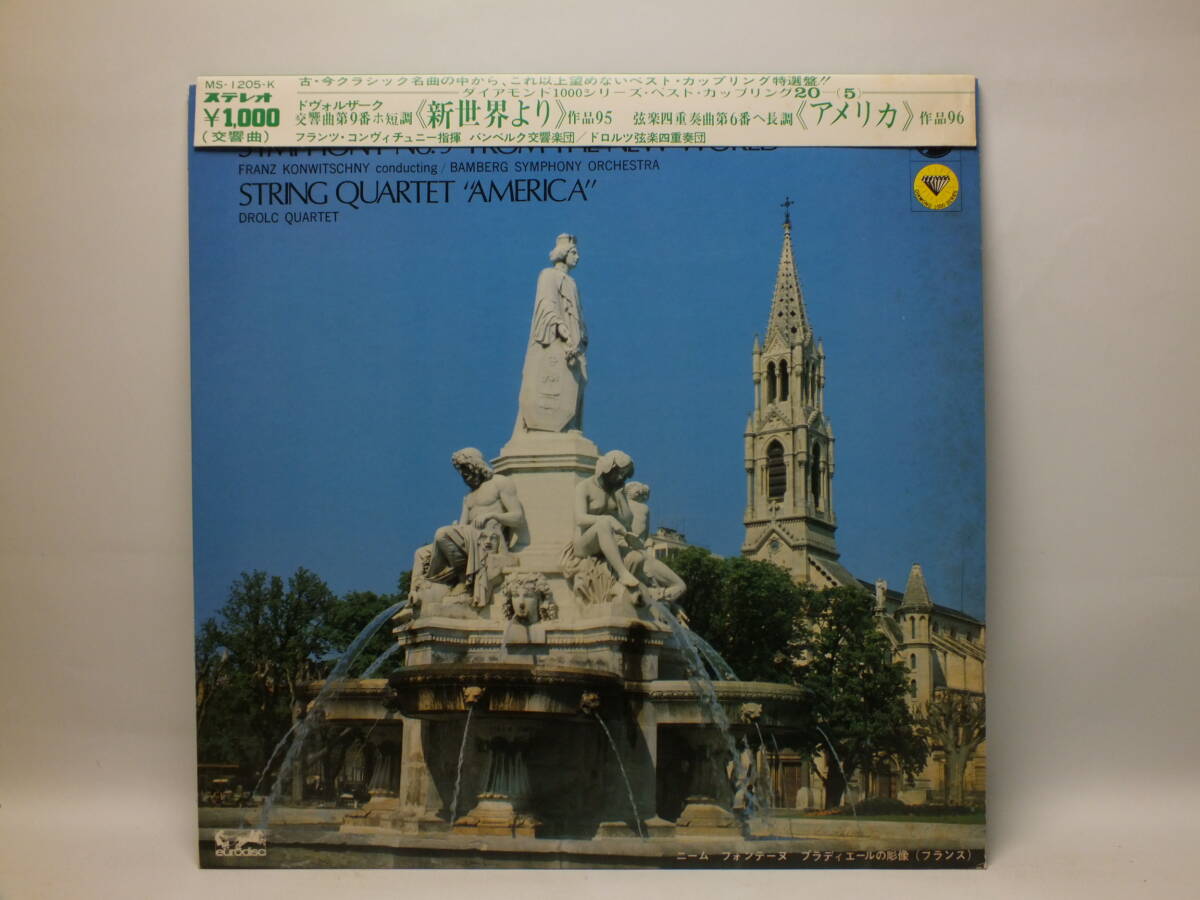 MS-1205-K
ステレオ
¥1,000
(交響曲)
古・今クラシック名曲の中から、これ以上望めないベスト・カップリング特選盤!!
ダイアモンド1000シリーズ・ベスト・カップリング20-(5)
ドヴォルザーク
交響曲第9番ホ短調《新世界より》作品95 弦楽四重奏曲第6番ヘ長調《アメリカ》作品96
フランツ・コンヴィチュニー指揮 バンベルク交響楽団/ドロルツ弦楽四重奏団
SYMPHONY NO. 9 "FROM THE NEW WORLD"
FRANZ KONWITSCHNY conducting / BAMBERG SYMPHONY ORCHESTRA
STRING QUARTET "AMERICA"
DROLC QUARTET
eurodisc
ニーム フォンテーヌ プラディエールの彫像(フランス)